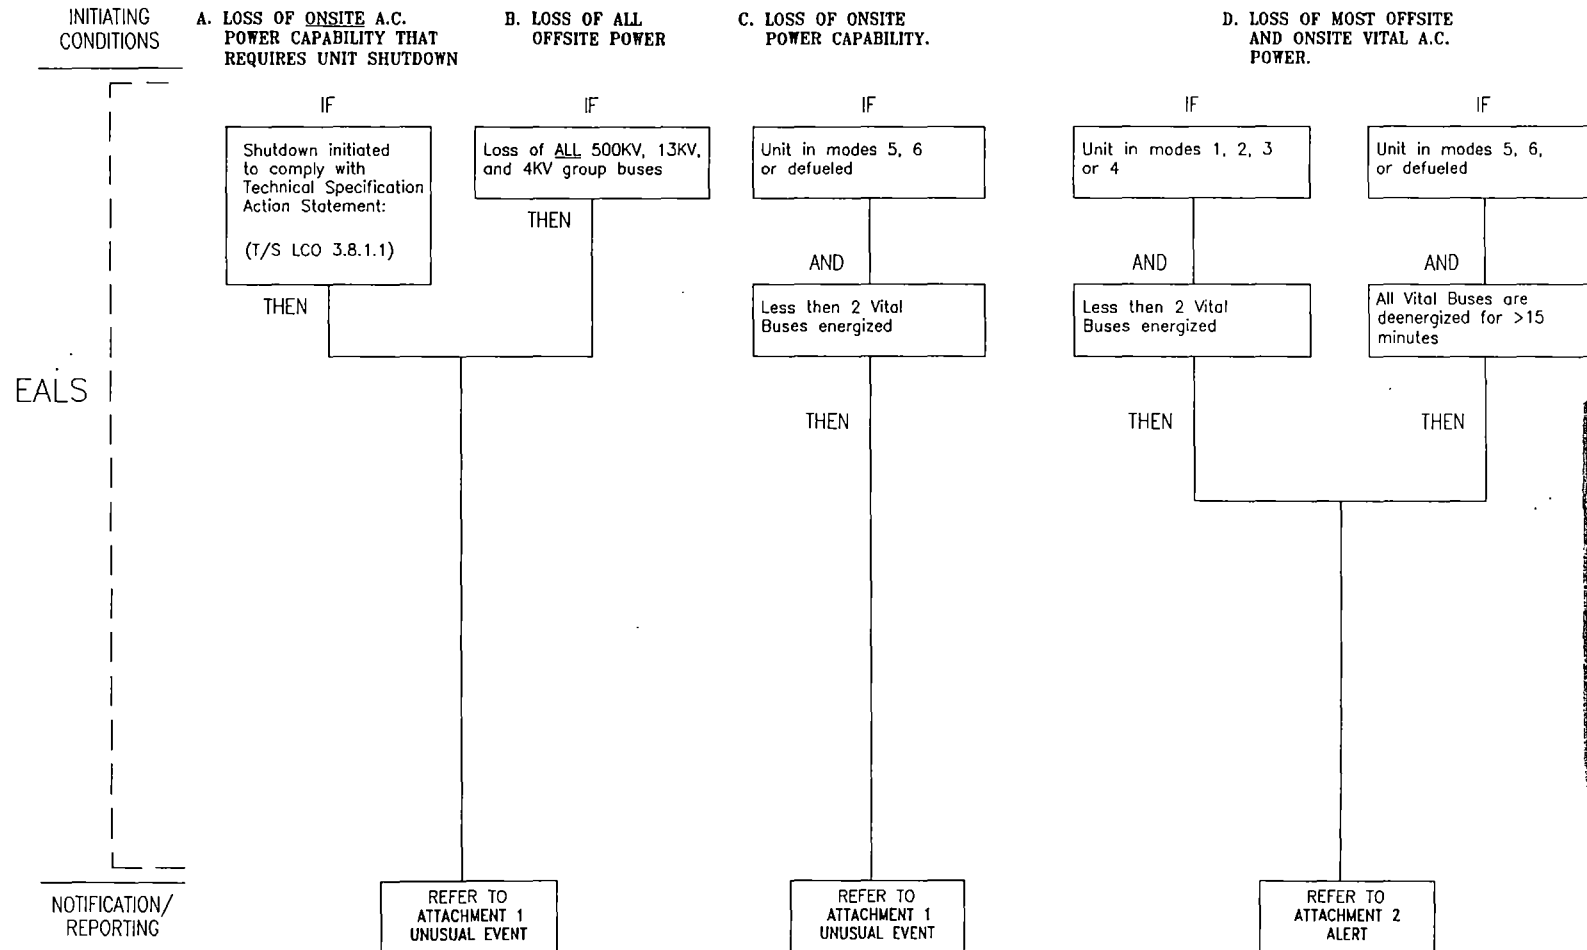 INITIATING
CONDITIONS
A. LOSS OF ONSITE A.C.
POWER CAPABILITY THAT
REQUIRES UNIT SHUTDOWN
B. LOSS OF ALL
OFFSITE POWER
C. LOSS OF ONSITE
POWER CAPABILITY.
D. LOSS OF MOST OFFSITE
AND ONSITE VITAL A.C.
POWER.
IF
Shutdown initiated
to comply with
Technical Specification
Action Statement:
(T/S LCO 3.8.1.1)
THEN
IF
Loss of ALL 500KV, 13KV,
and 4KV group buses
THEN
IF
Unit in modes 5, 6
or defueled
AND
Less then 2 Vital
Buses energized
THEN
IF
Unit in modes 1, 2, 3
or 4
AND
Less then 2 Vital
Buses energized
THEN
IF
Unit in modes 5, 6,
or defueled
AND
All Vital Buses are
deenergized for >15
minutes
THEN
EALS
NOTIFICATION/
REPORTING
REFER TO
ATTACHMENT 1
UNUSUAL EVENT
REFER TO
ATTACHMENT 1
UNUSUAL EVENT
REFER TO
ATTACHMENT 2
ALERT